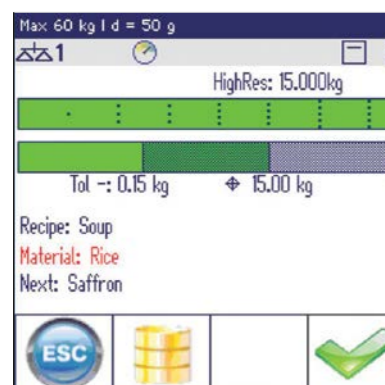 Max 60 kg | d = 50 g
1
HighRes: 15.000kg
Tol -: 0.15 kg 15.00 kg
Recipe: Soup
Material: Rice
Next: Saffron
ESC